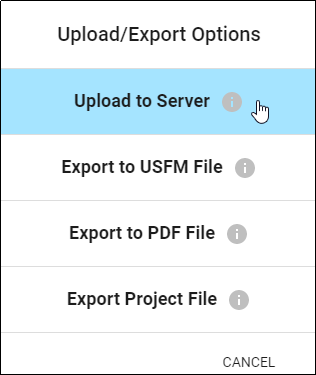 Upload/Export Options
Upload to Server
Export to USFM File
Export to PDF File
Export Project File
CANCEL